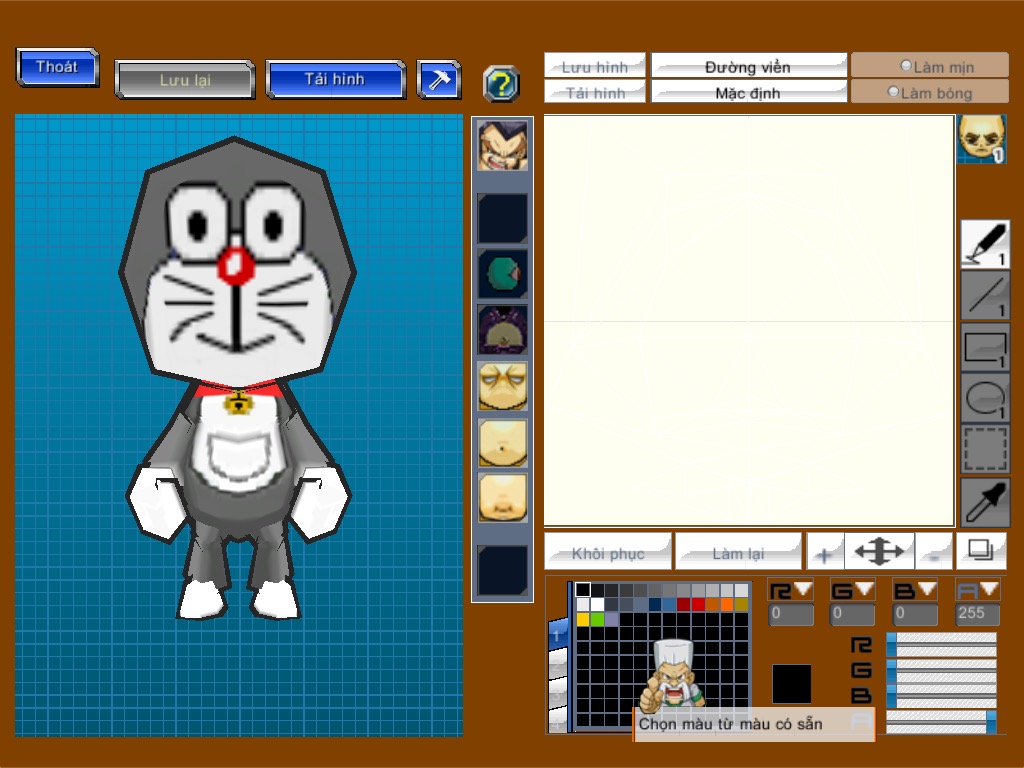 Thoát
Lưu lại
Tải hình
?
Lưu hình
Đường viền
Làm mịn
Tải hình
Mặc định
Làm bóng
1
1
1
1
1
Khôi phục
Làm lại
+
-
R G B A
0 0 0 255
1
R
G
B
Chọn màu từ màu có sẵn